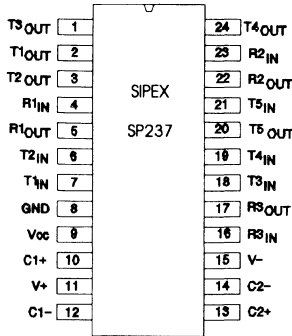 T3OUT 1 24 T4OUT
T1OUT 2 23 R2IN
T2OUT 3 22 R2OUT
SIPEX
R1IN 4 21 T5IN
R1OUT 5 SP237 20 T5OUT
T2IN 6 19 T4IN
T1IN 7 18 T3IN
GND 8 17 R3OUT
Vcc 9 16 R3IN
C1+ 10 15 V-
V+ 11 14 C2-
C1- 12 13 C2+